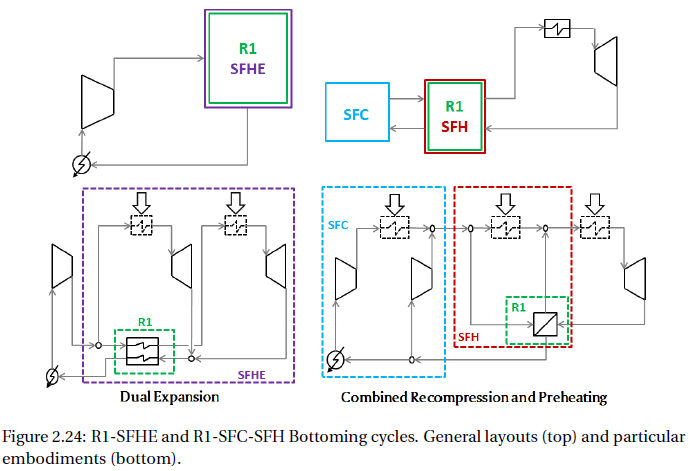 R1
SFHE
SFC
R1
SFH
R1
SFHE
Dual Expansion
SFC
R1
SFH
Combined Recompression and Preheating
Figure 2.24: R1-SFHE and R1-SFC-SFH Bottoming cycles. General layouts (top) and particular
embodiments (bottom).